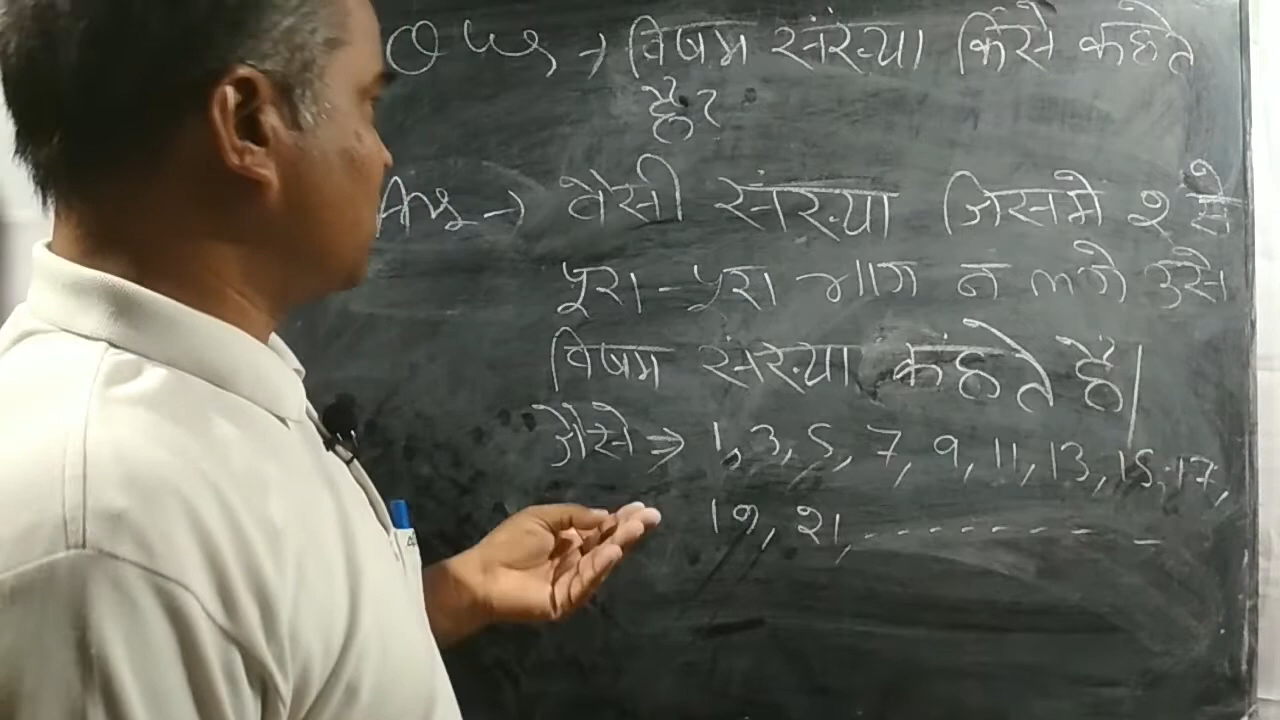 Ques → विषम संख्या किसे कहते
है?
Ans → वैसी संख्या जिसमे 2 से
पूरा-पूरा भाग न लगे उसे
विषम संख्या कहते हैं|
जैसे → 1,3, 5, 7, 9, 11, 13, 15, 17,
19, 21, - - - - - - - - -